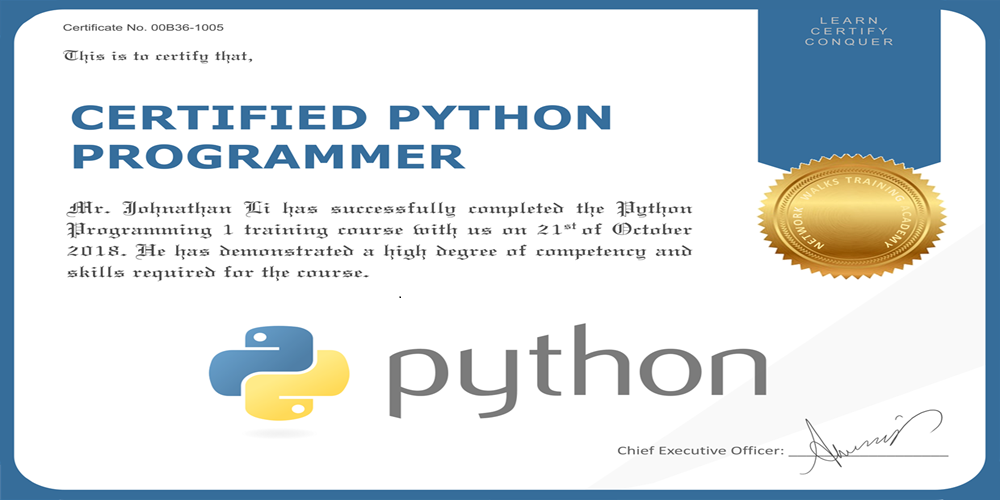 Certificate No. 00B36-1005
This is to certify that,
LEARN
CERTIFY
CONQUER
CERTIFIED PYTHON
PROGRAMMER
Mr. Johnathan Li has successfully completed the Python
Programming 1 training course with us on 21st of October
2018. He has demonstrated a high degree of competency and
skills required for the course.
NETWORK WALKS TRAINING ACADEMY
python
Chief Executive Officer: